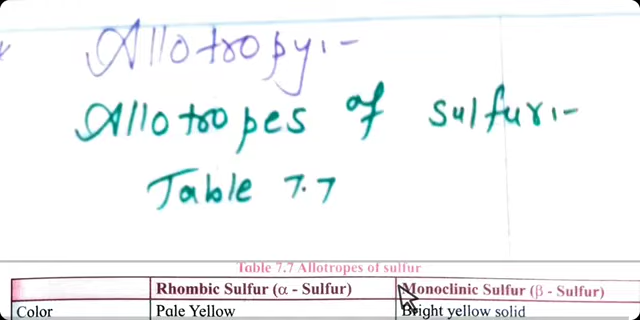 Allotropy:-
Allotropes of sulfur:-
Table 7.7
Table 7.7 Allotropes of sulfur
Rhombic Sulfur (α - Sulfur) Monoclinic Sulfur (β - Sulfur)
Color Pale Yellow Bright yellow solid